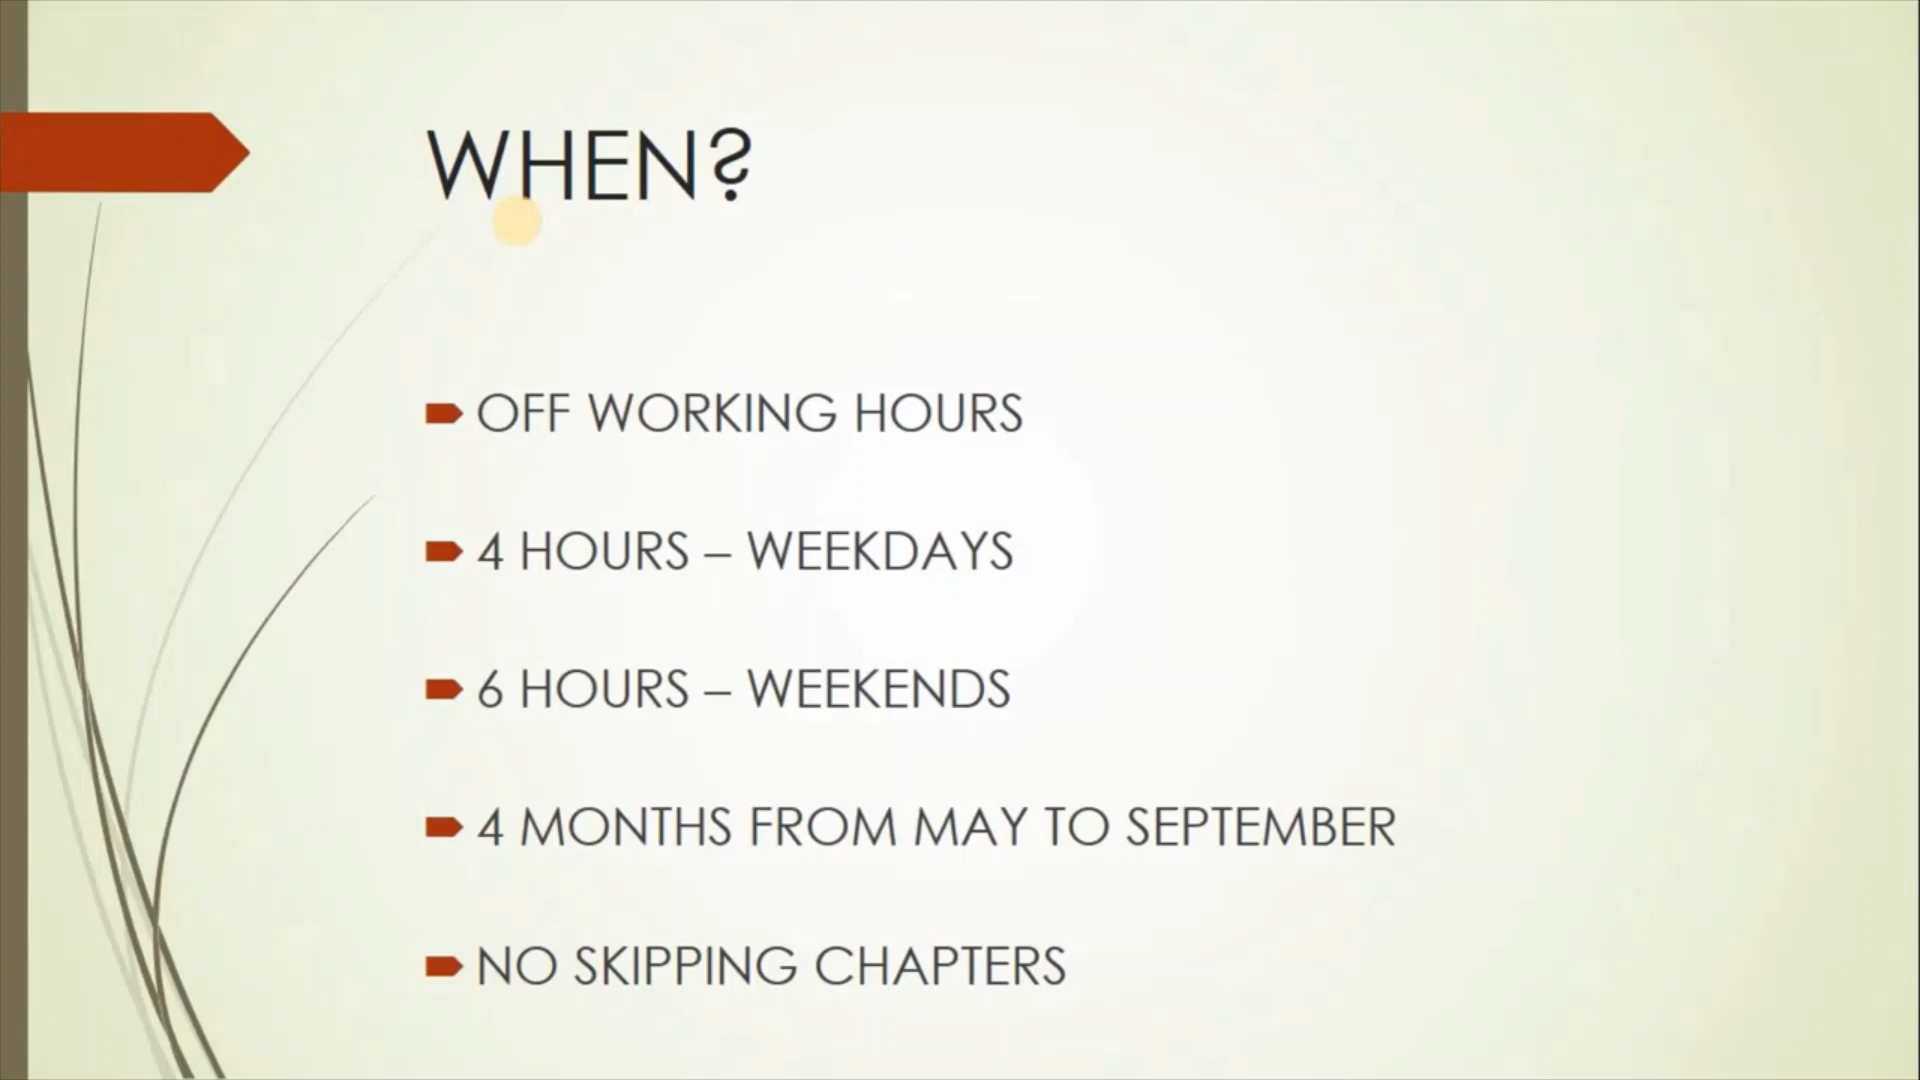 WHEN?
OFF WORKING HOURS
4 HOURS – WEEKDAYS
6 HOURS – WEEKENDS
4 MONTHS FROM MAY TO SEPTEMBER
NO SKIPPING CHAPTERS